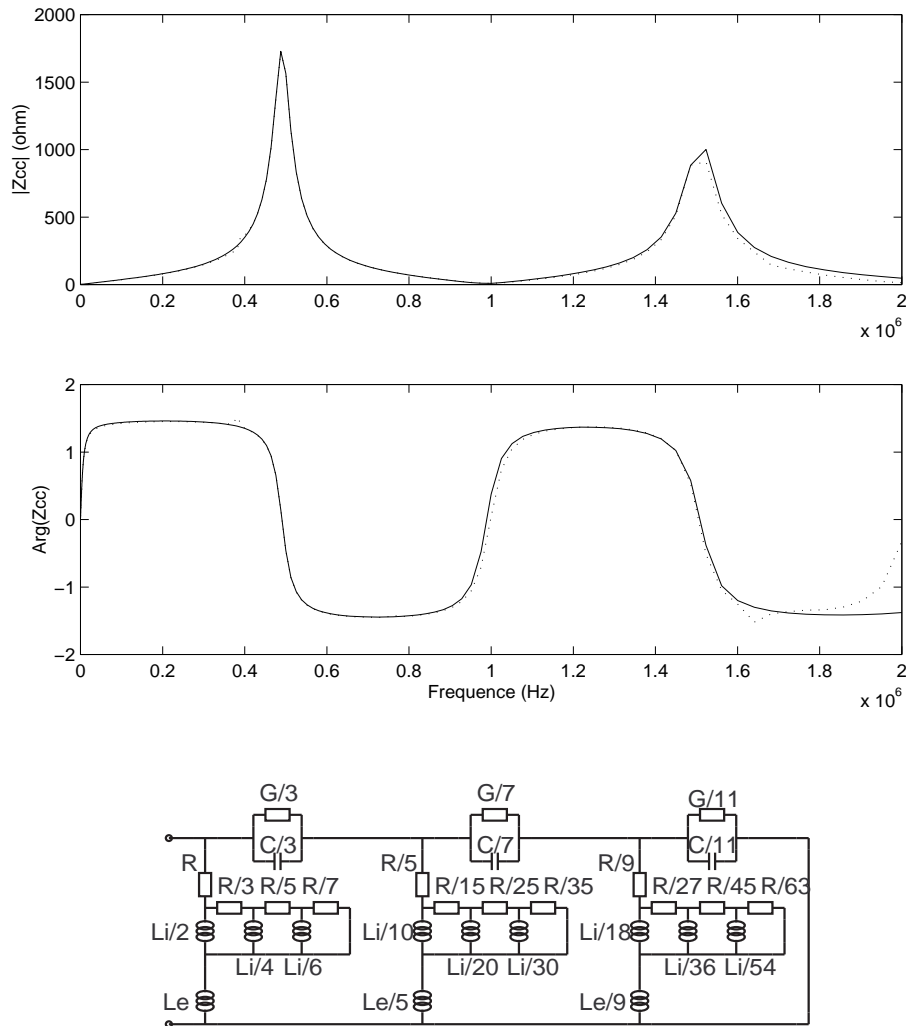 2000
1500
1000
500
0
|Zcc| (ohm)
0 0.2 0.4 0.6 0.8 1 1.2 1.4 1.6 1.8 2
x 10^6
2
1
0
−1
−2
Arg(Zcc)
0 0.2 0.4 0.6 0.8 1 1.2 1.4 1.6 1.8 2
Frequence (Hz)
x 10^6
G/3 G/7 G/11
R C/3 R/5 C/7 R/9 C/11
R/3 R/5 R/7 R/15 R/25 R/35 R/27 R/45 R/63
Li/2 Li/10 Li/18
Li/4 Li/6 Li/20 Li/30 Li/36 Li/54
Le Le/5 Le/9